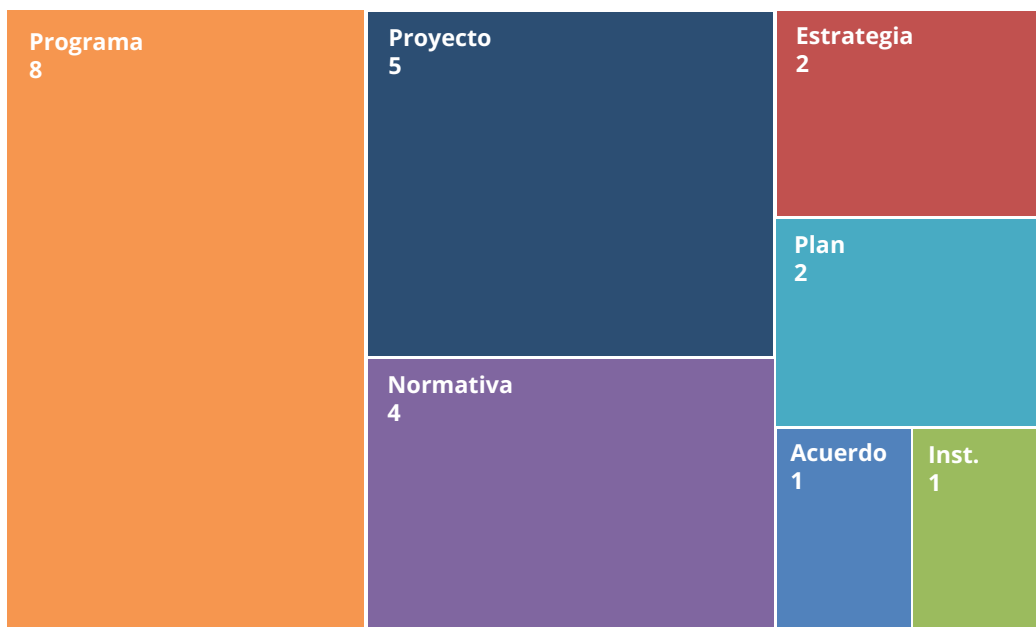 Programa
8
Proyecto
5
Estrategia
2
Plan
2
Normativa
4
Acuerdo
1
Inst.
1